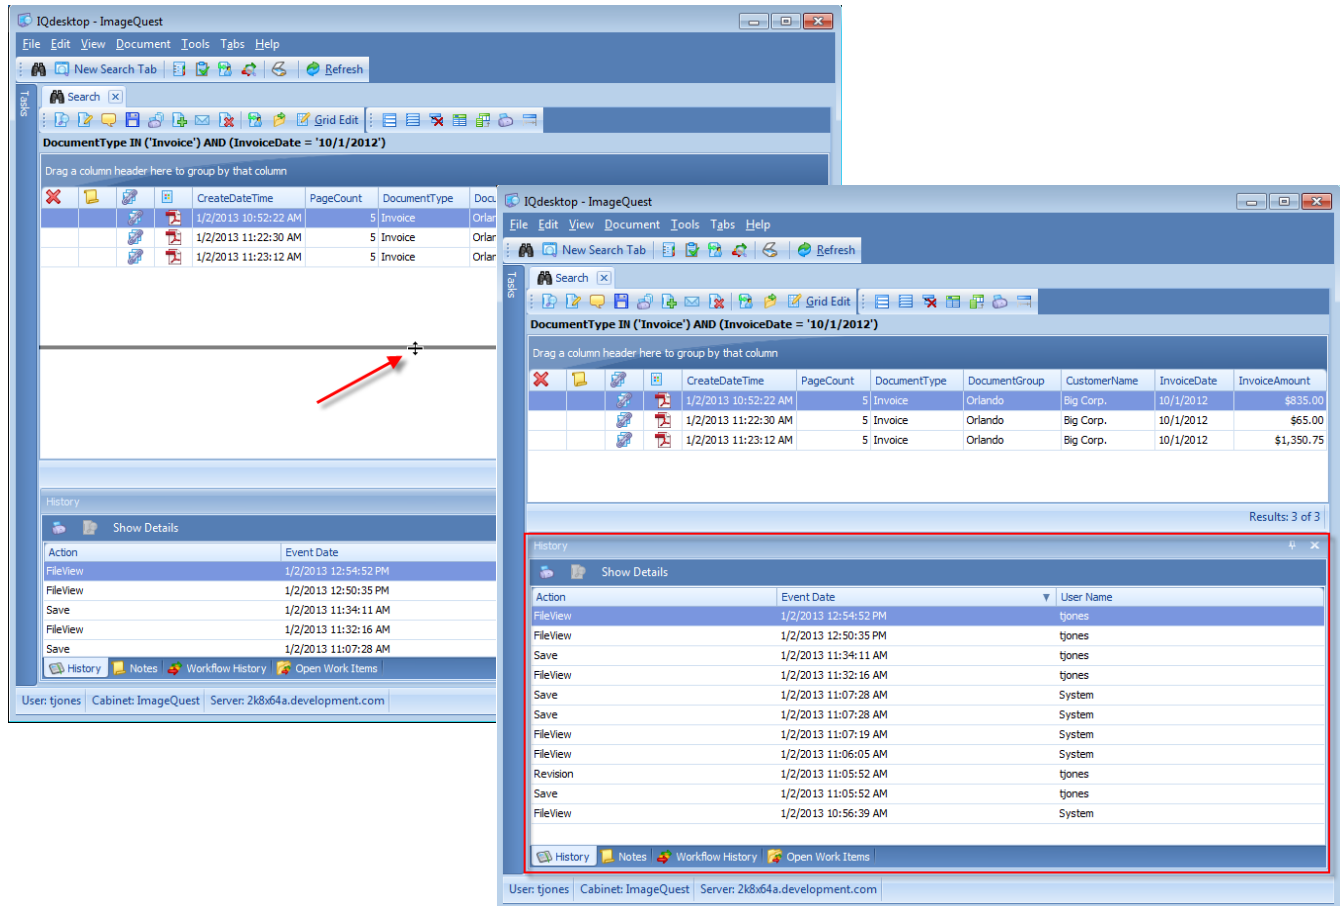 IQdesktop - ImageQuest
File Edit View Document Tools Tabs Help
New Search Tab Refresh
Tasks
Search
Grid Edit
DocumentType IN ('Invoice') AND (InvoiceDate = '10/1/2012')
Drag a column header here to group by that column
CreateDateTime PageCount DocumentType Docu
1/2/2013 10:52:22 AM 5 Invoice Orlan
1/2/2013 11:22:30 AM 5 Invoice Orlar
1/2/2013 11:23:12 AM 5 Invoice Orlar
History
Show Details
Action Event Date
FileView 1/2/2013 12:54:52 PM
FileView 1/2/2013 12:50:35 PM
Save 1/2/2013 11:34:11 AM
FileView 1/2/2013 11:32:16 AM
Save 1/2/2013 11:07:28 AM
History Notes Workflow History Open Work Items
User: tjones Cabinet: ImageQuest Server: 2k8x64a.development.com
IQdesktop - ImageQuest
File Edit View Document Tools Tabs Help
New Search Tab Refresh
Tasks
Search
Grid Edit
DocumentType IN ('Invoice') AND (InvoiceDate = '10/1/2012')
Drag a column header here to group by that column
CreateDateTime PageCount DocumentType DocumentGroup CustomerName InvoiceDate InvoiceAmount
1/2/2013 10:52:22 AM 5 Invoice Orlando Big Corp. 10/1/2012 $835.00
1/2/2013 11:22:30 AM 5 Invoice Orlando Big Corp. 10/1/2012 $65.00
1/2/2013 11:23:12 AM 5 Invoice Orlando Big Corp. 10/1/2012 $1,350.75
Results: 3 of 3
History
Show Details
Action Event Date User Name
FileView 1/2/2013 12:54:52 PM tjones
FileView 1/2/2013 12:50:35 PM tjones
Save 1/2/2013 11:34:11 AM tjones
FileView 1/2/2013 11:32:16 AM tjones
Save 1/2/2013 11:07:28 AM System
Save 1/2/2013 11:07:28 AM System
FileView 1/2/2013 11:07:19 AM System
FileView 1/2/2013 11:06:05 AM System
Revision 1/2/2013 11:05:52 AM tjones
Save 1/2/2013 11:05:52 AM tjones
FileView 1/2/2013 10:56:39 AM System
History Notes Workflow History Open Work Items
User: tjones Cabinet: ImageQuest Server: 2k8x64a.development.com